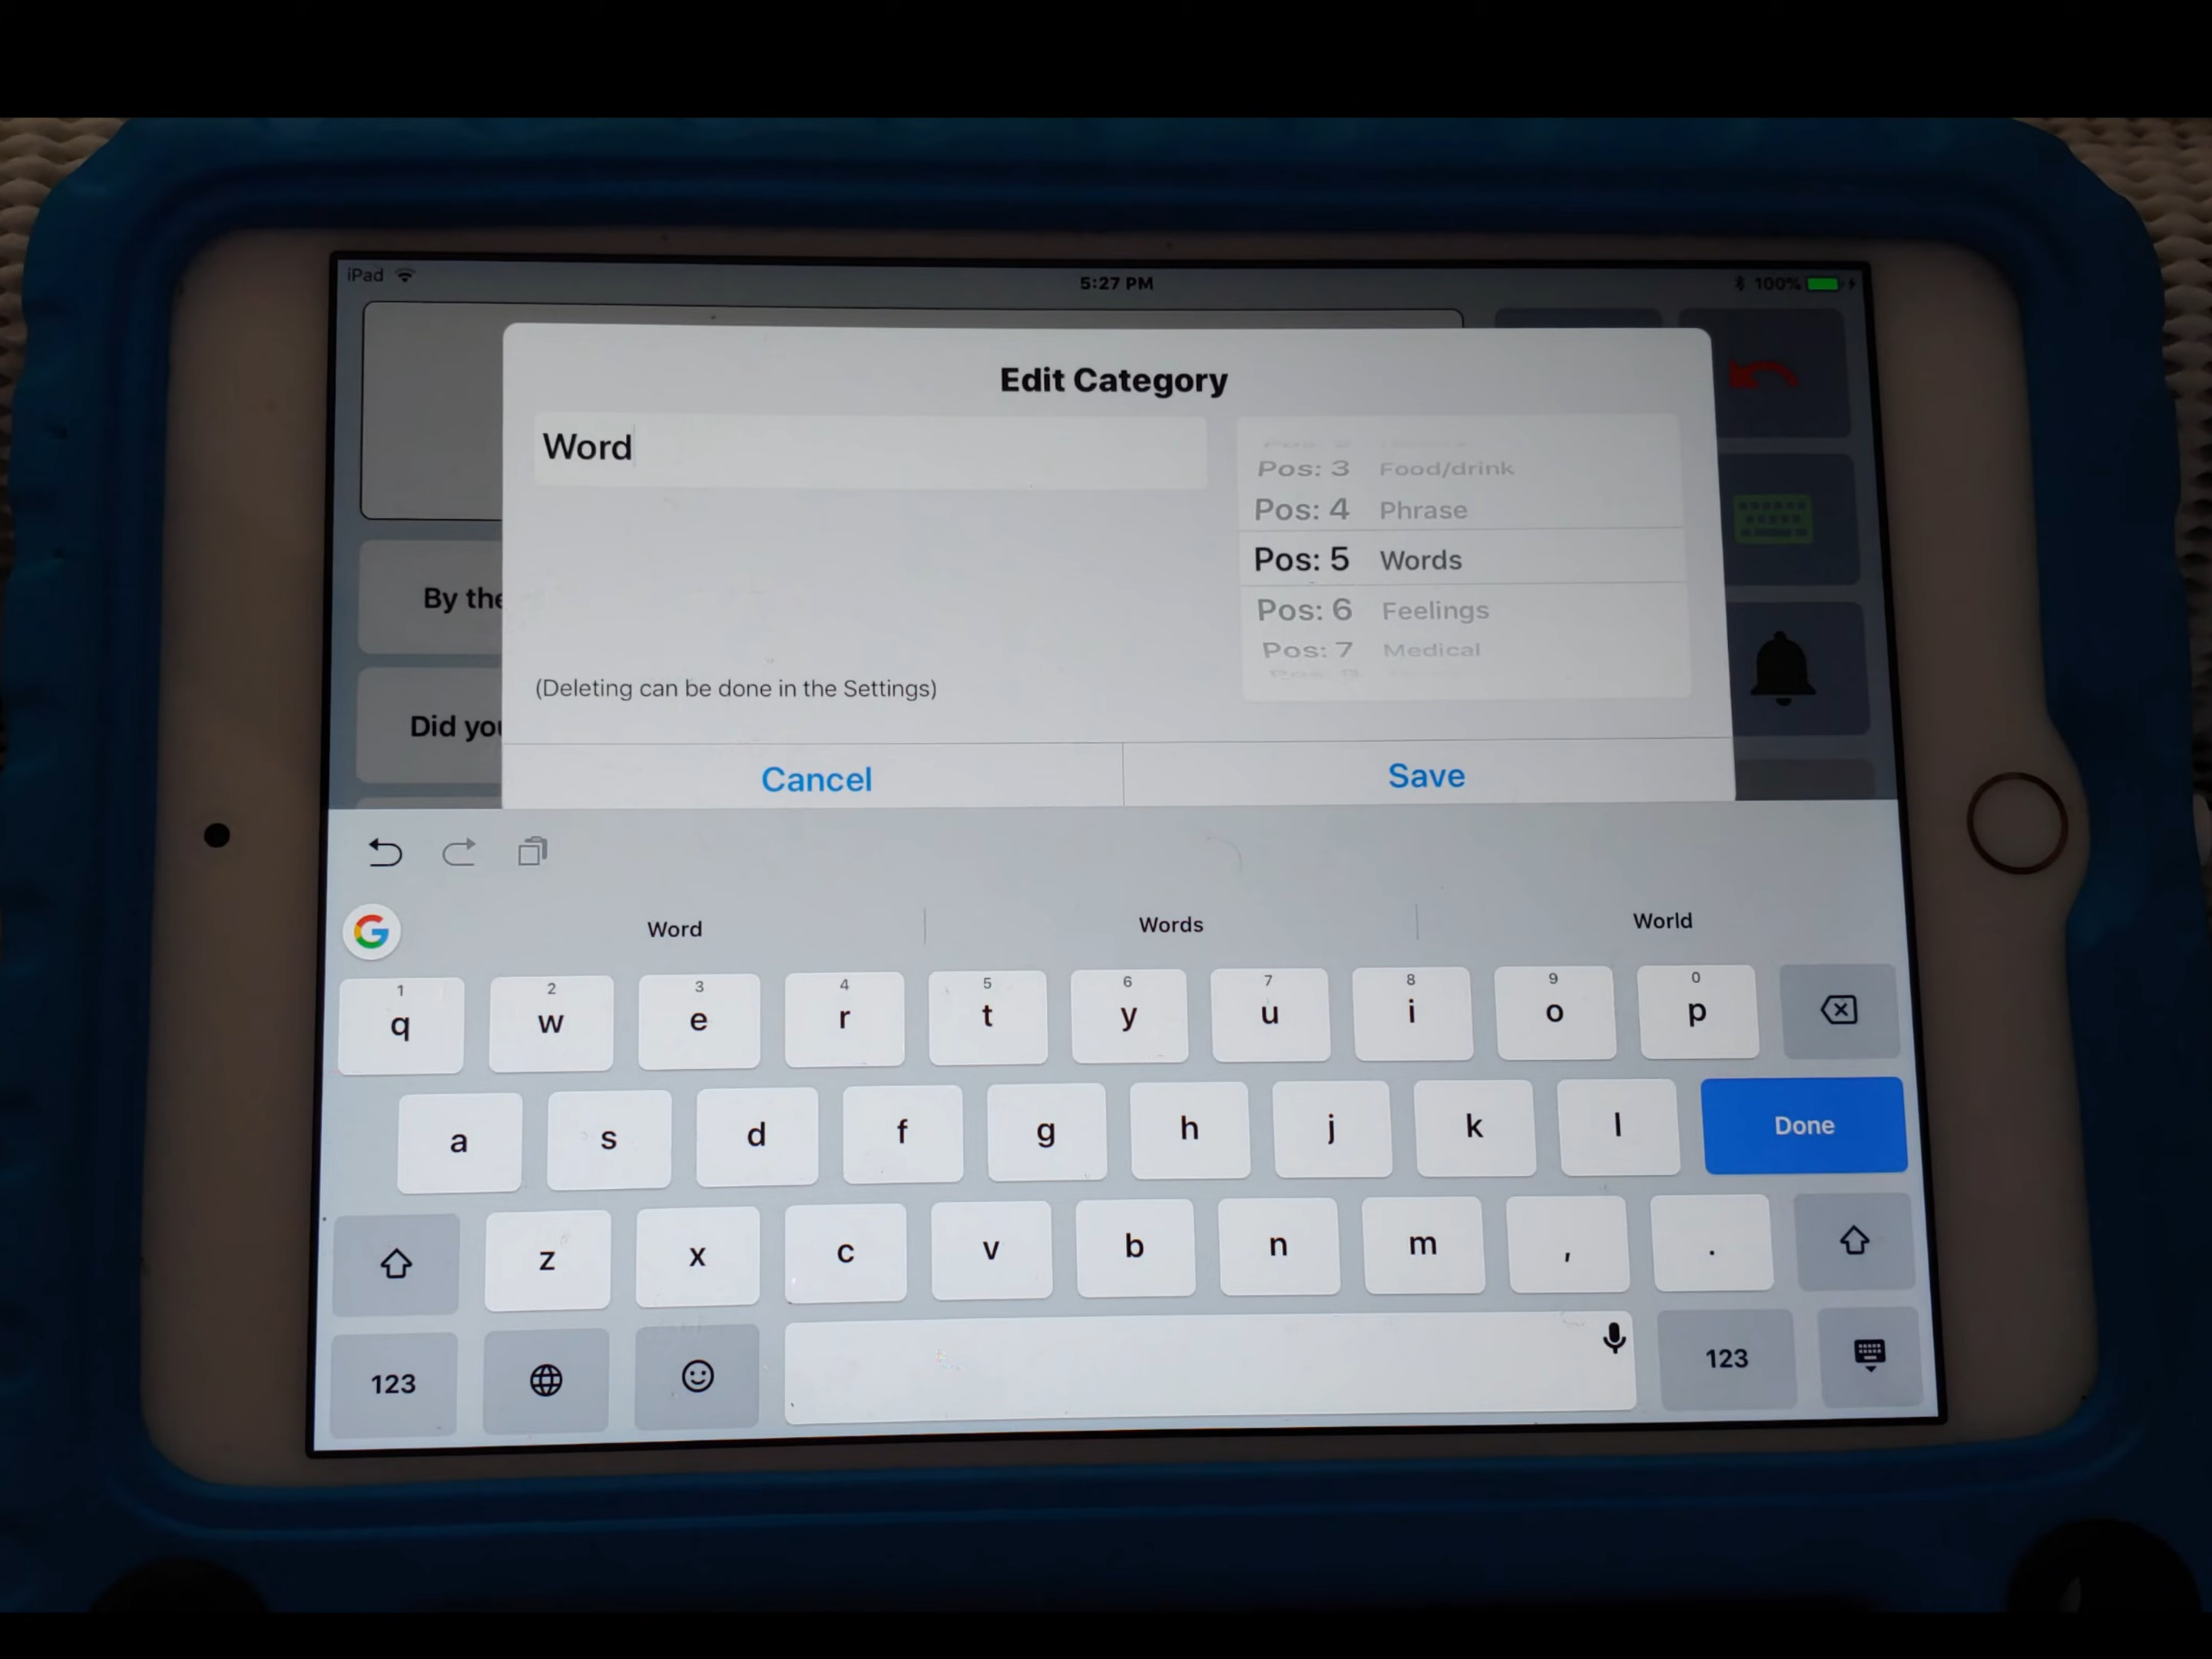 iPad
5:27 PM
100%
Edit Category
Word
Pos: 3 Food/drink
Pos: 4 Phrase
Pos: 5 Words
Pos: 6 Feelings
Pos: 7 Medical
By the
Did you
(Deleting can be done in the Settings)
Cancel Save
G Word Words World
1 2 3 4 5 6 7 8 9 0
q w e r t y u i o p
a s d f g h j k l Done
z x c v b n m , .
123 123